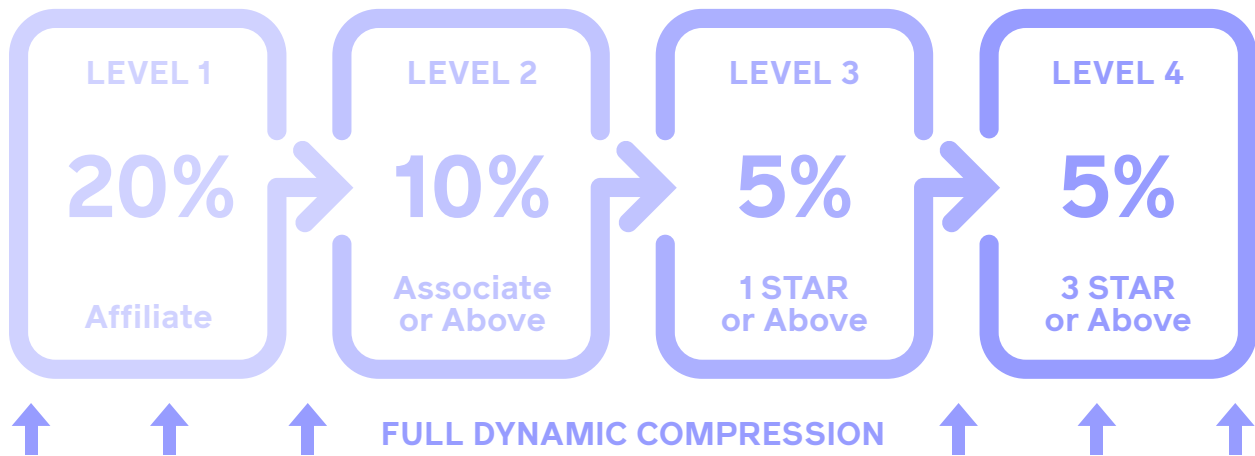 LEVEL 1
20%
Affiliate
LEVEL 2
10%
Associate
or Above
LEVEL 3
5%
1 STAR
or Above
LEVEL 4
5%
3 STAR
or Above
FULL DYNAMIC COMPRESSION